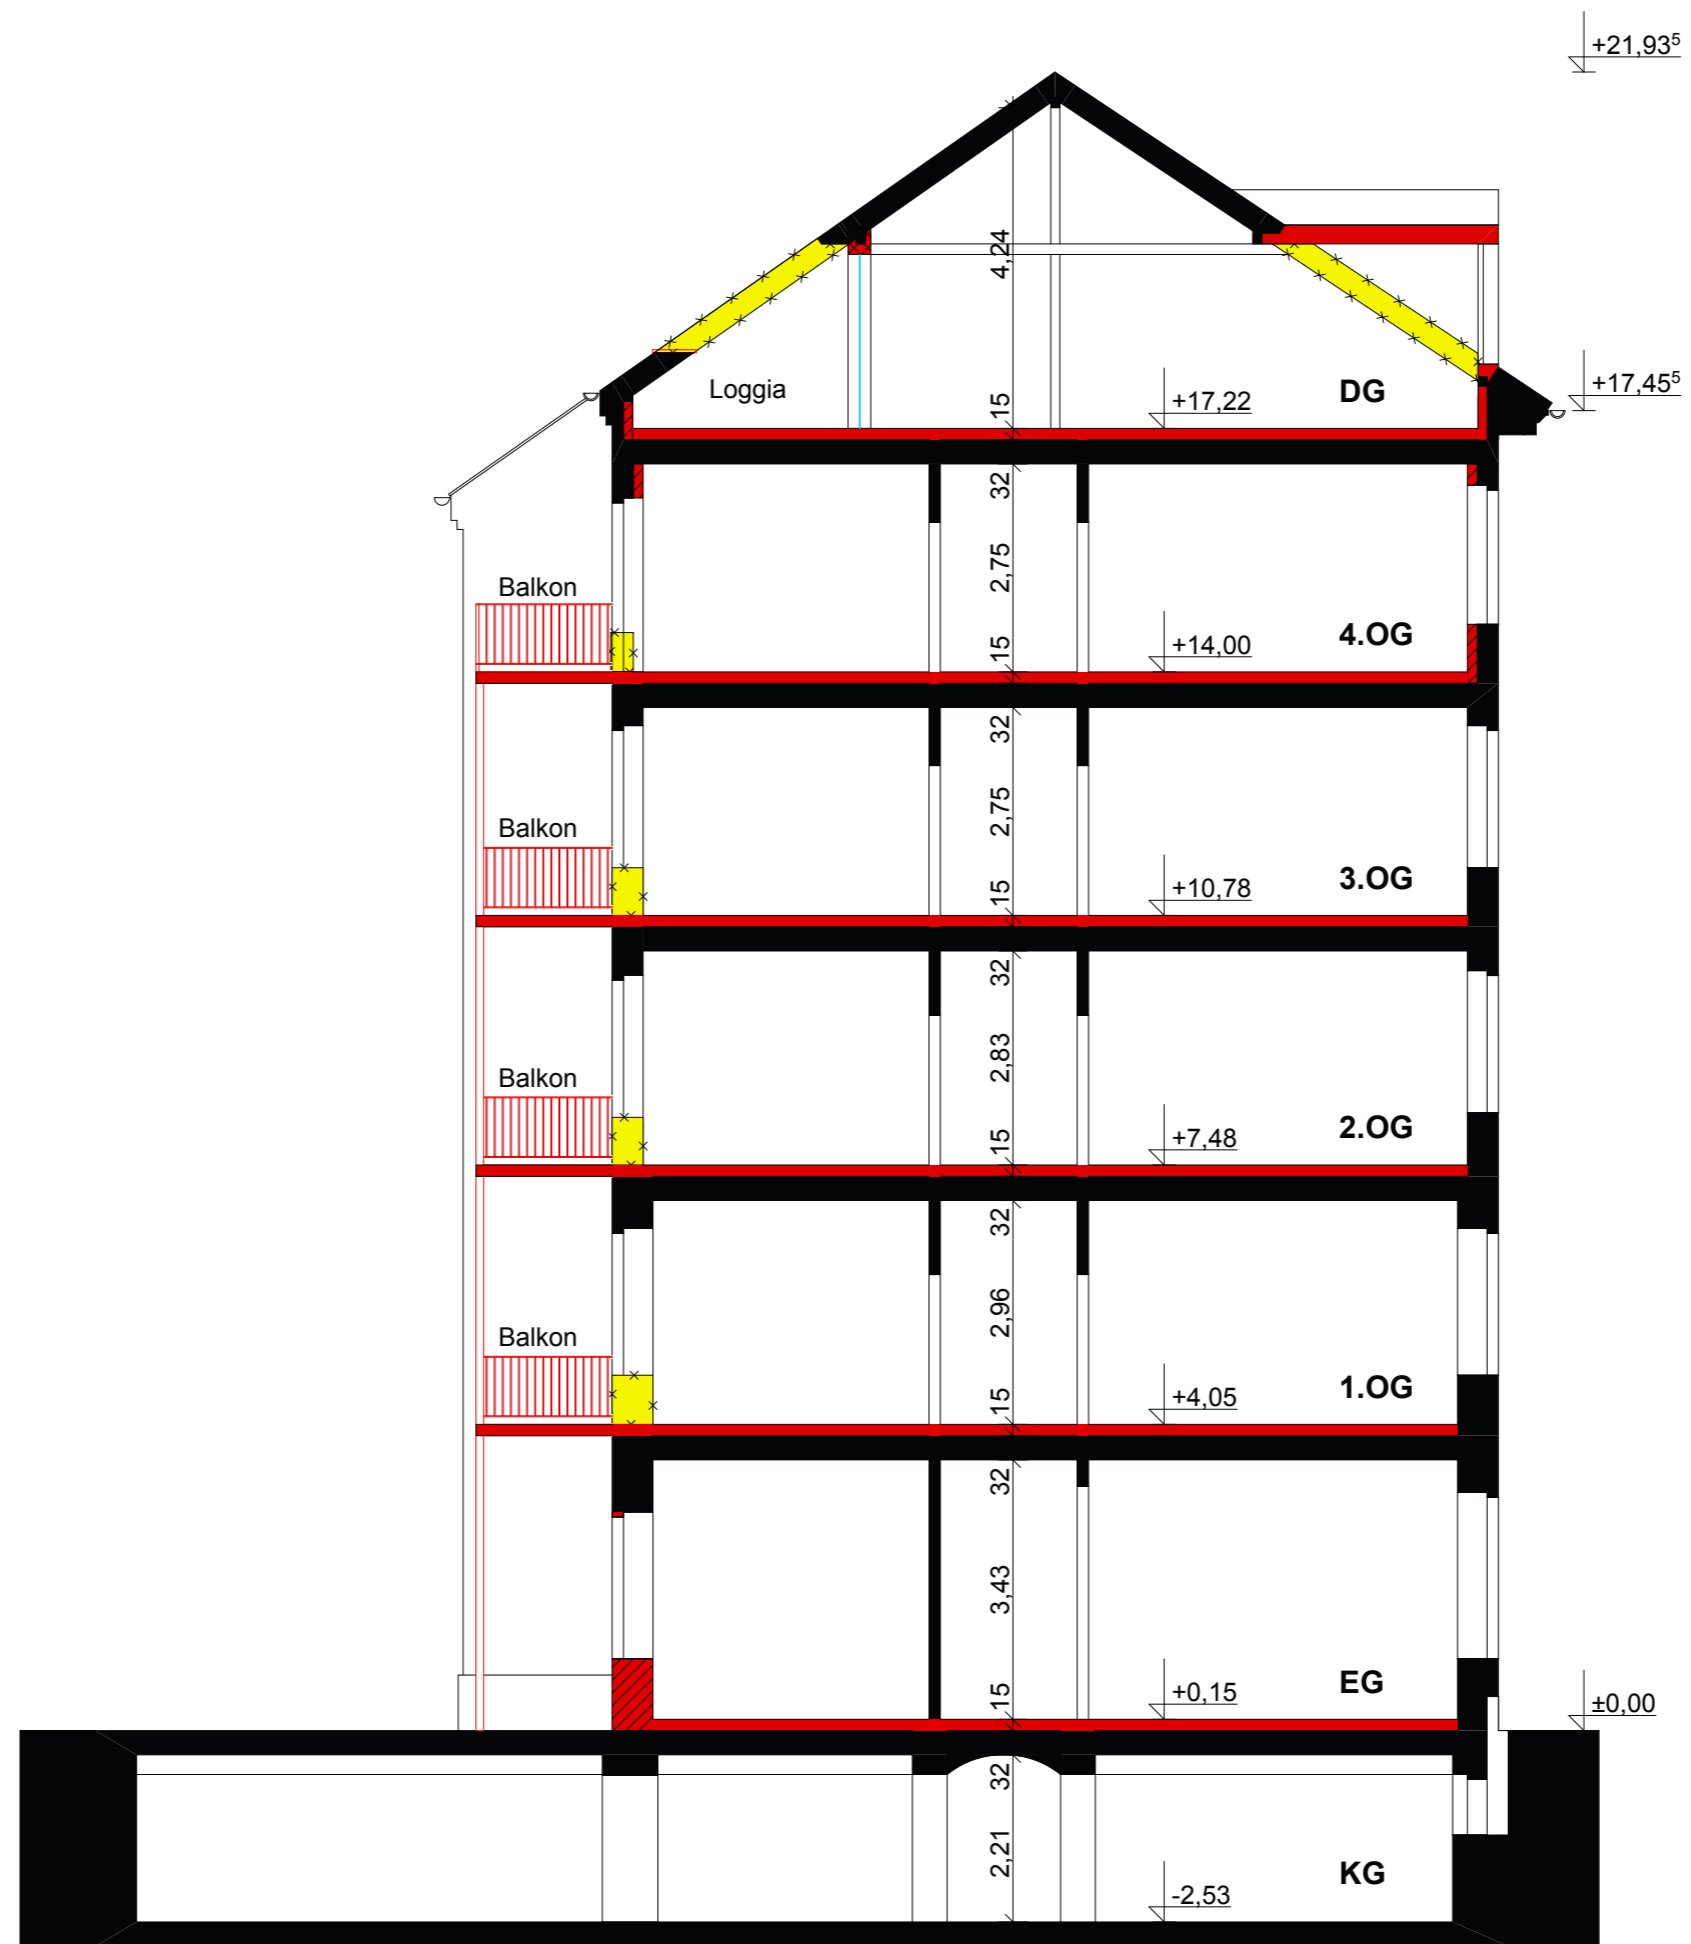 +21,93⁵
4,24
Loggia
15
+17,22
DG
+17,45⁵
32
Balkon
2,75
15
+14,00
4.OG
32
Balkon
2,75
15
+10,78
3.OG
32
Balkon
2,83
15
+7,48
2.OG
32
Balkon
2,96
15
+4,05
1.OG
32
3,43
15
+0,15
EG
±0,00
32
2,21
-2,53
KG